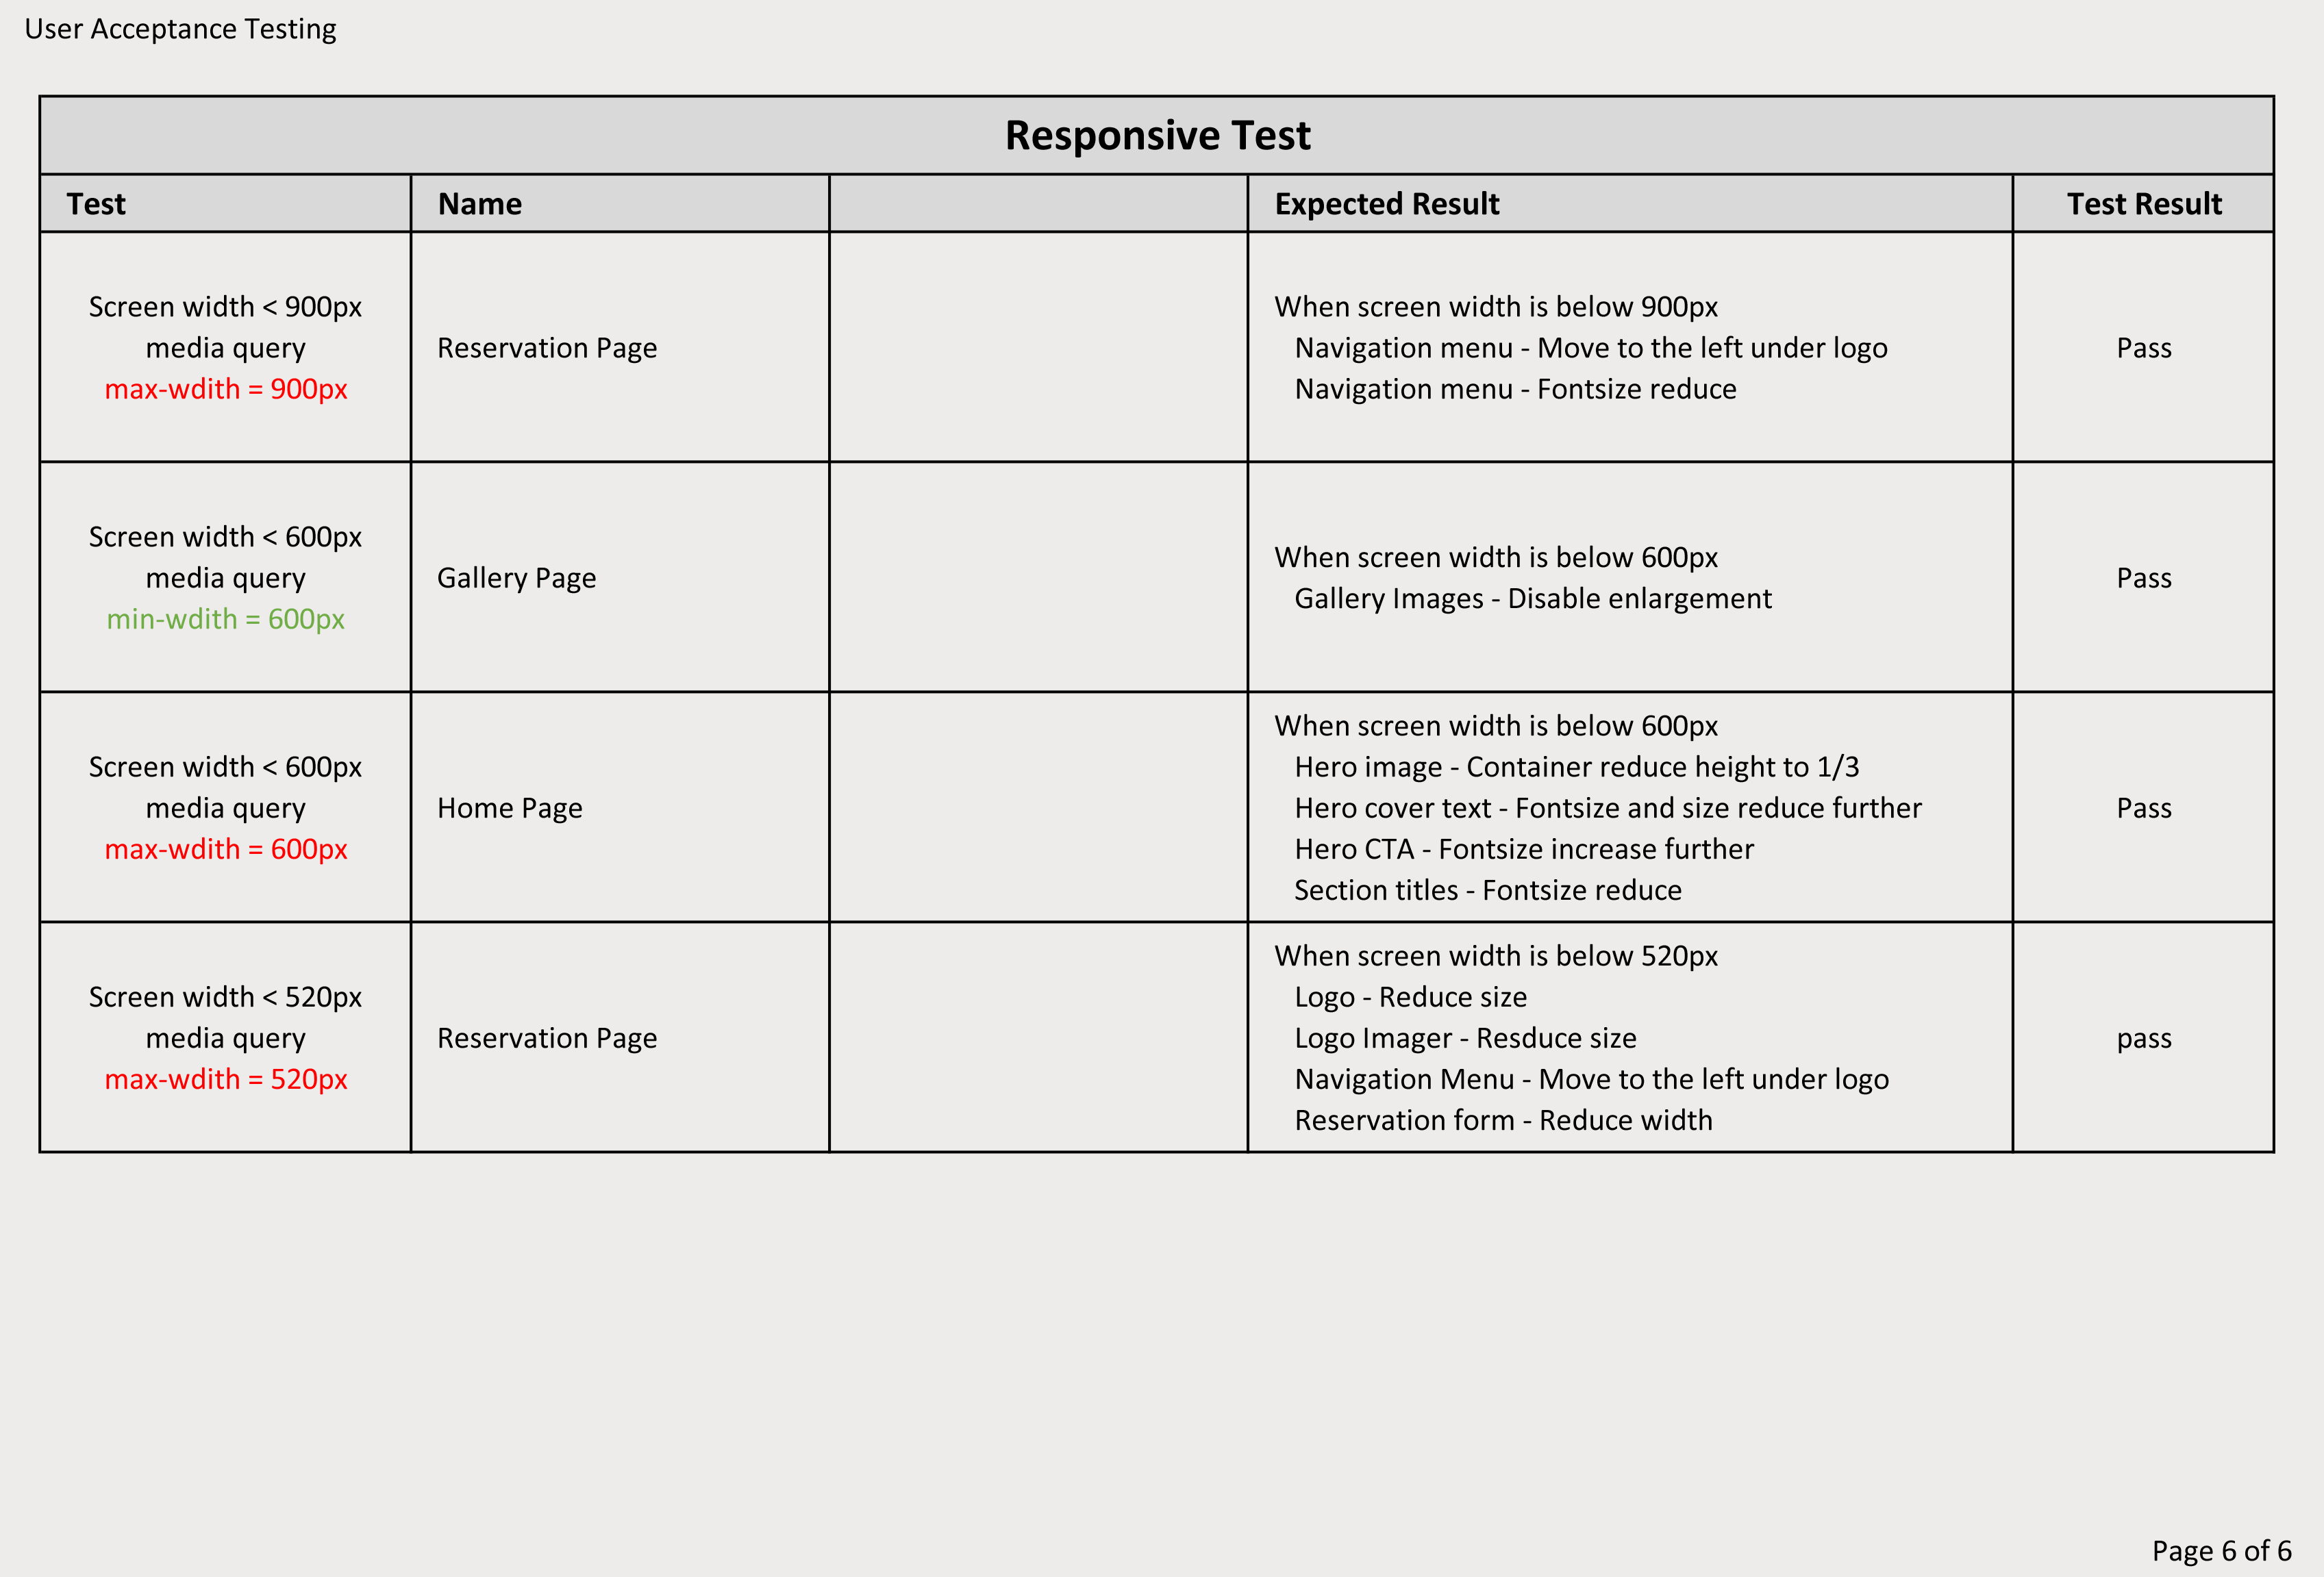 User Acceptance Testing
Responsive Test
Test Name Expected Result Test Result
Screen width < 900px
media query
max-wdith = 900px
Reservation Page
When screen width is below 900px
Navigation menu - Move to the left under logo
Navigation menu - Fontsize reduce
Pass
Screen width < 600px
media query
min-wdith = 600px
Gallery Page
When screen width is below 600px
Gallery Images - Disable enlargement
Pass
Screen width < 600px
media query
max-wdith = 600px
Home Page
When screen width is below 600px
Hero image - Container reduce height to 1/3
Hero cover text - Fontsize and size reduce further
Hero CTA - Fontsize increase further
Section titles - Fontsize reduce
Pass
Screen width < 520px
media query
max-wdith = 520px
Reservation Page
When screen width is below 520px
Logo - Reduce size
Logo Imager - Resduce size
Navigation Menu - Move to the left under logo
Reservation form - Reduce width
pass
Page 6 of 6